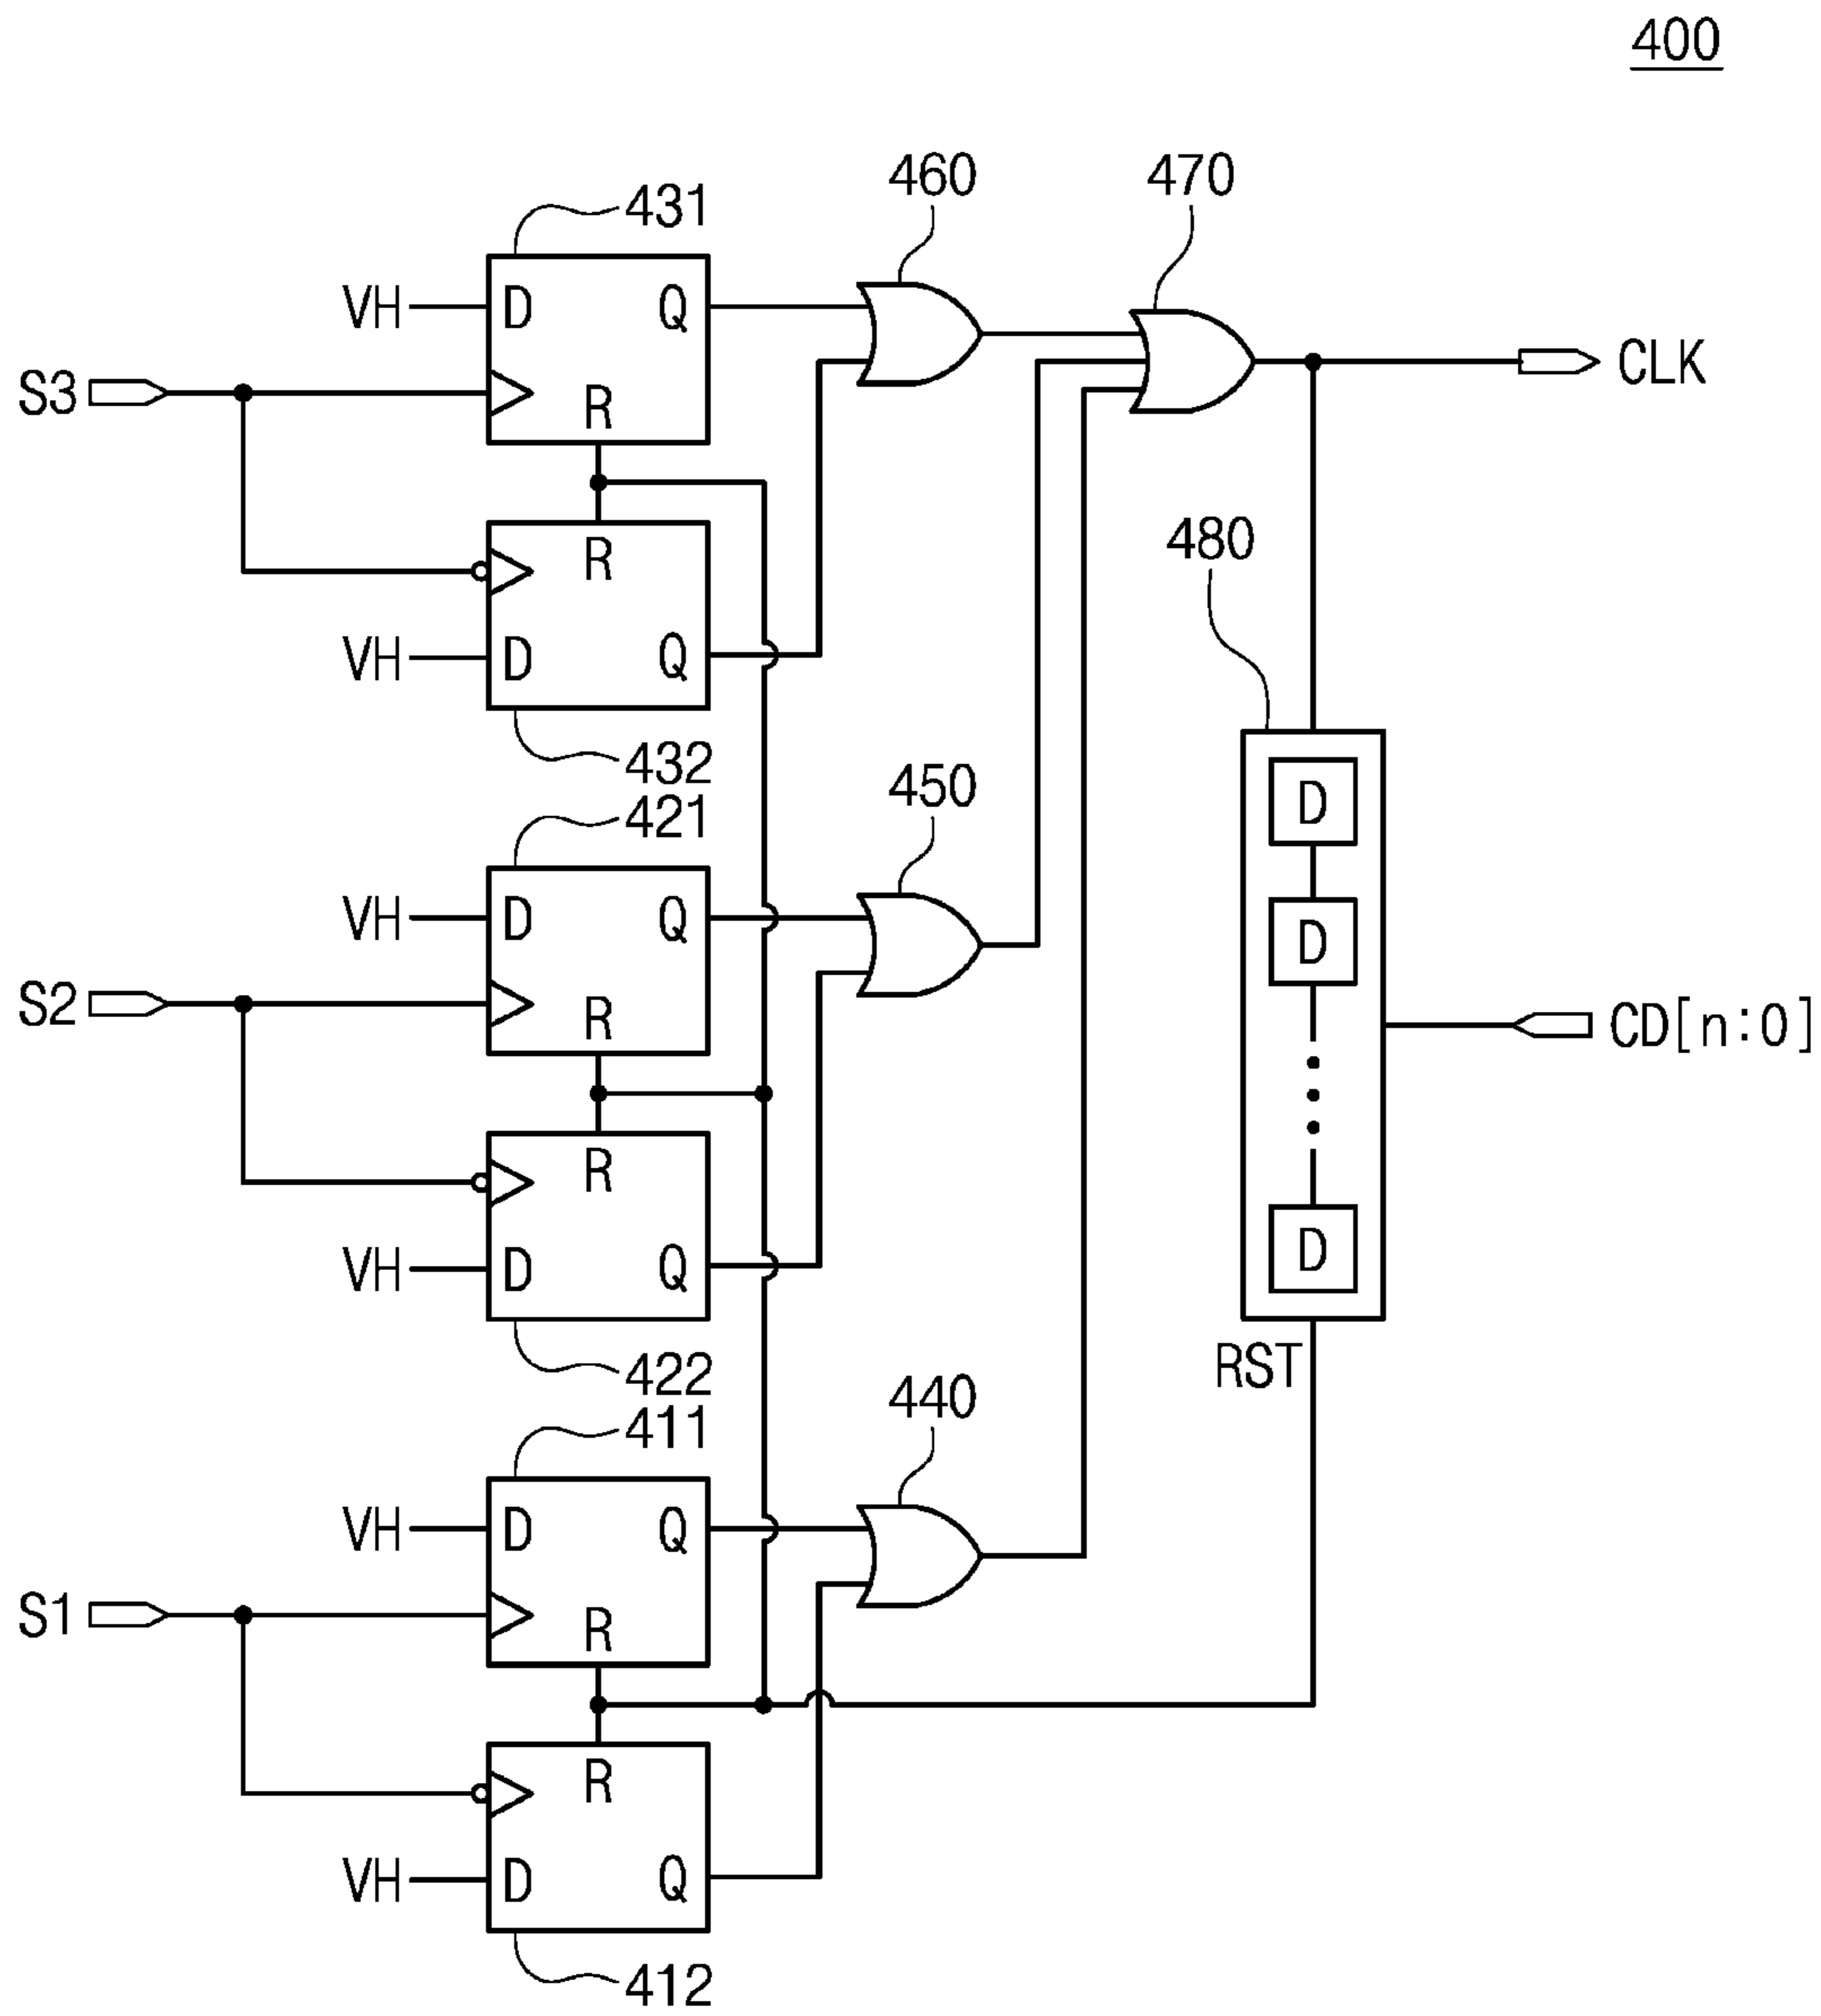 400
460
470
431
VH D Q
S3
R
CLK
480
R
VH D Q
432
421
450
D
VH D Q
D
S2
R
CD[n:0]
R
VH D Q
D
422
RST
411
440
VH D Q
S1
R
R
VH D Q
412